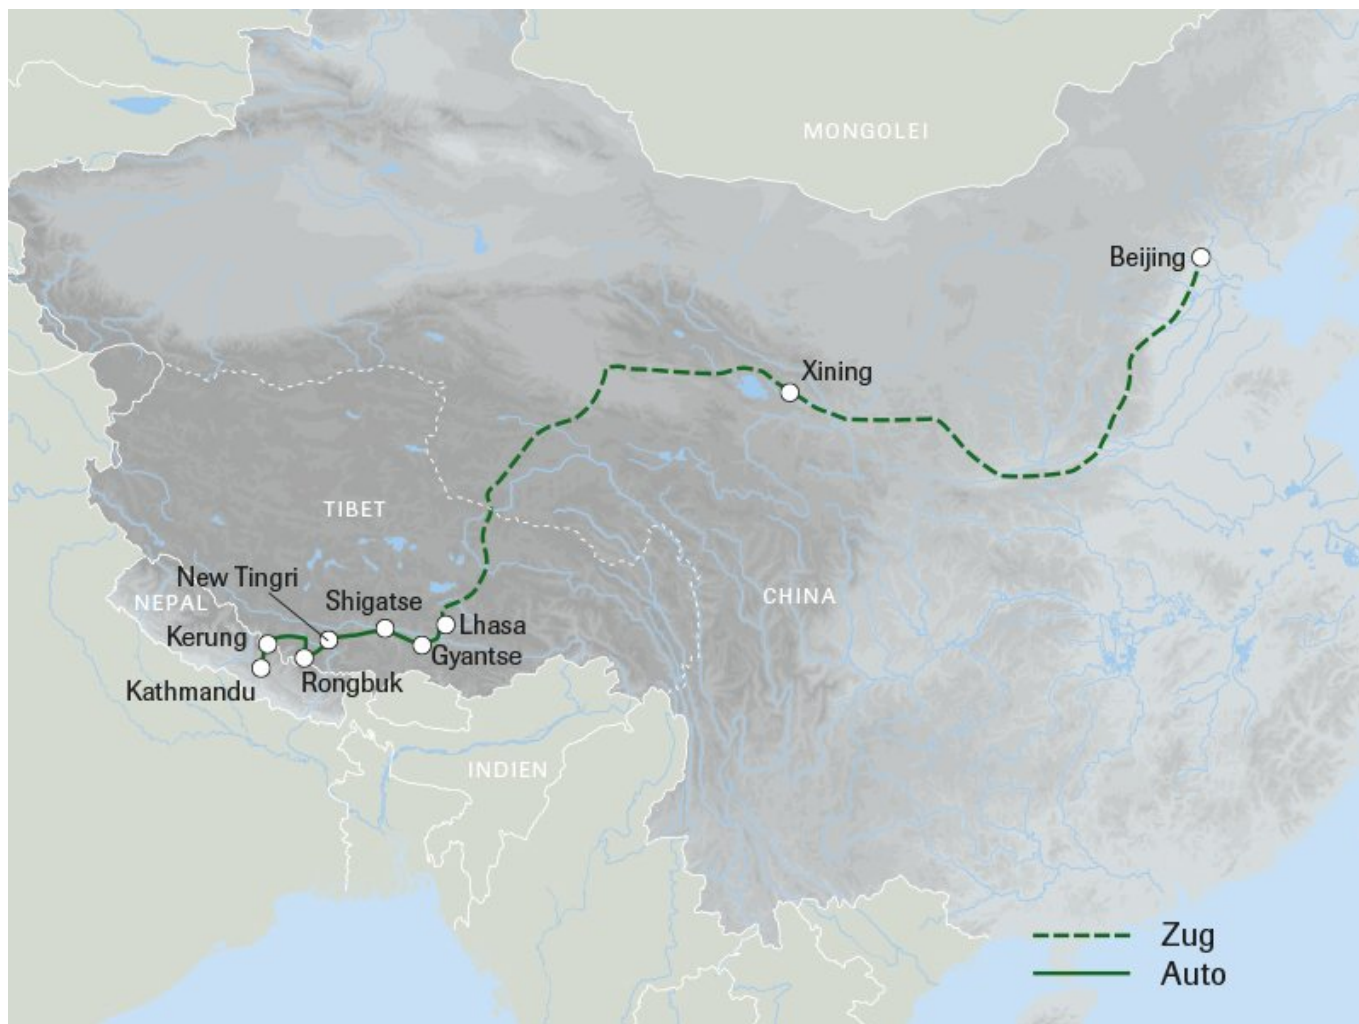 MONGOLEI
Beijing
Xining
TIBET
New Tingri
NEPAL
Shigatse
CHINA
Kerung
Lhasa
Gyantse
Kathmandu
Rongbuk
INDIEN
Zug
Auto